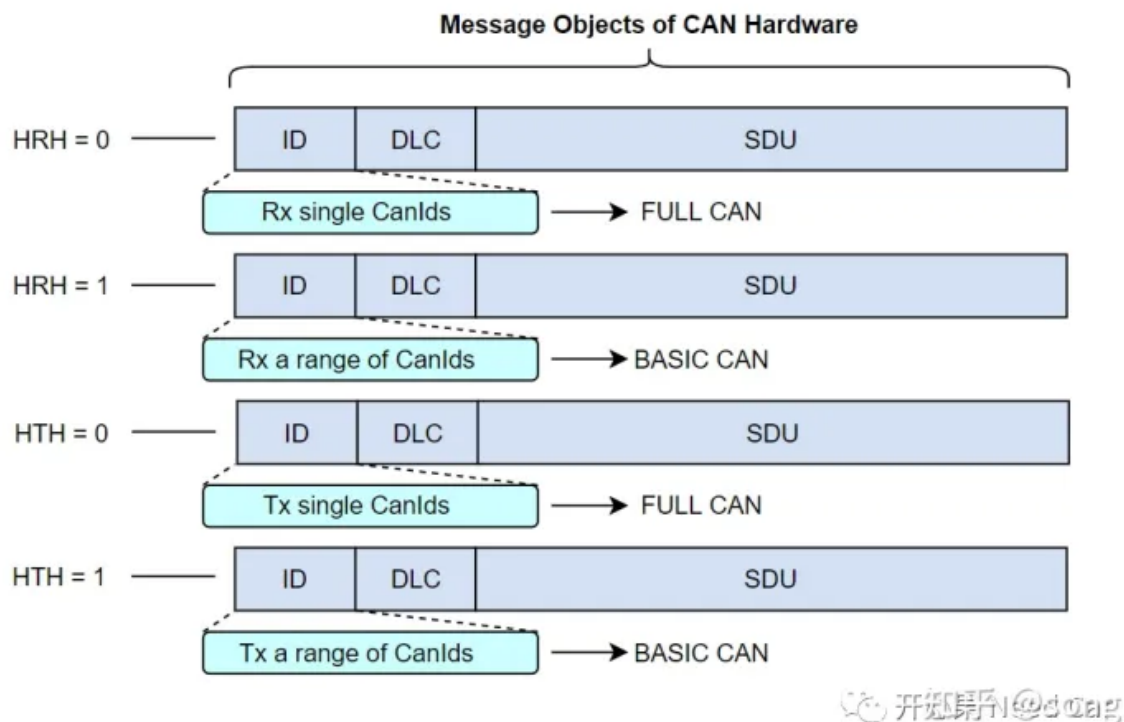 Message Objects of CAN Hardware
HRH = 0 ID DLC SDU
Rx single CanIds FULL CAN
HRH = 1 ID DLC SDU
Rx a range of CanIds BASIC CAN
HTH = 0 ID DLC SDU
Tx single CanIds FULL CAN
HTH = 1 ID DLC SDU
Tx a range of CanIds BASIC CAN